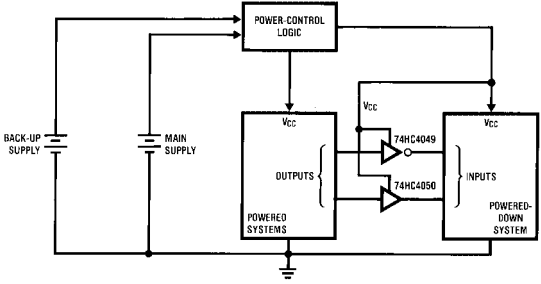 POWER-CONTROL
LOGIC
BACK-UP
SUPPLY
MAIN
SUPPLY
VCC
VCC
VCC
74HC4049
OUTPUTS
INPUTS
74HC4050
POWERED
SYSTEMS
POWERED-
DOWN
SYSTEM